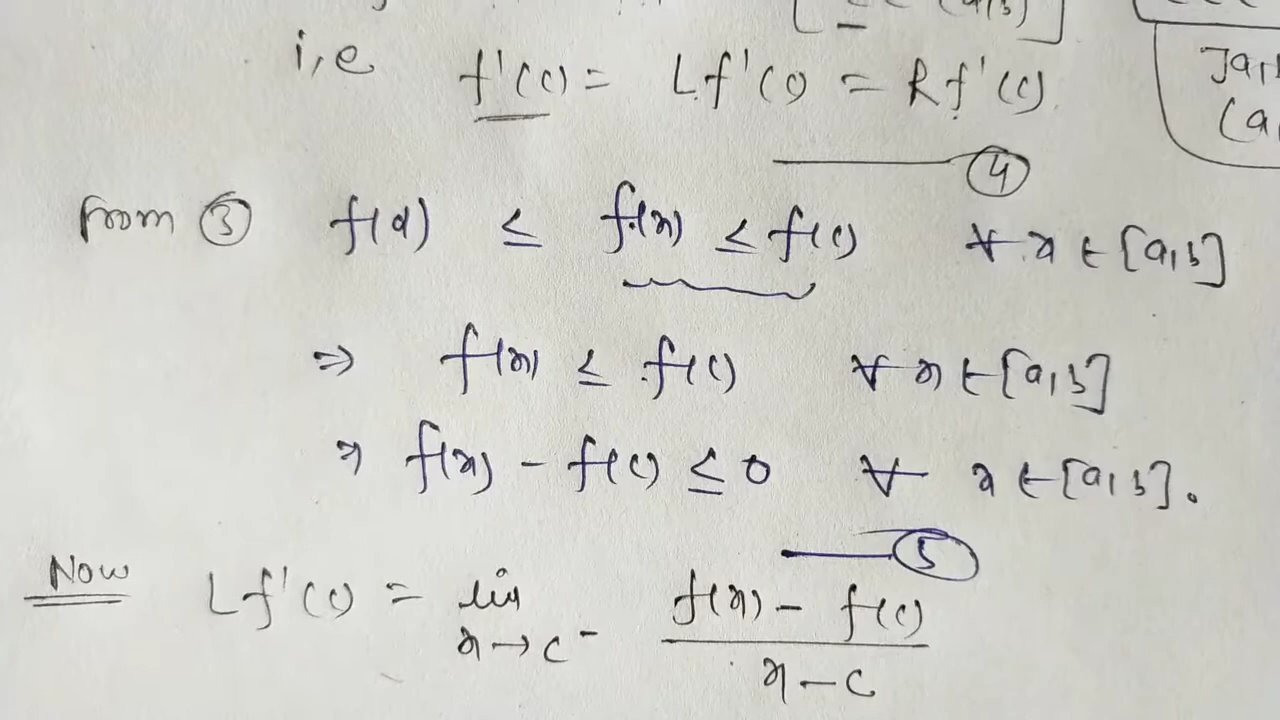 i,e f'(c) = Lf'(c) = Rf'(c)
④
From ③ f(d) ≤ f(x) ≤ f(c) ∀ x ∈ [a,b]
⇒ f(x) ≤ f(c) ∀ x ∈ [a,b]
⇒ f(x) - f(c) ≤ 0 ∀ x ∈ [a,b].
⑤
Now Lf'(c) = lim x→c⁻ f(x) - f(c) / x - c